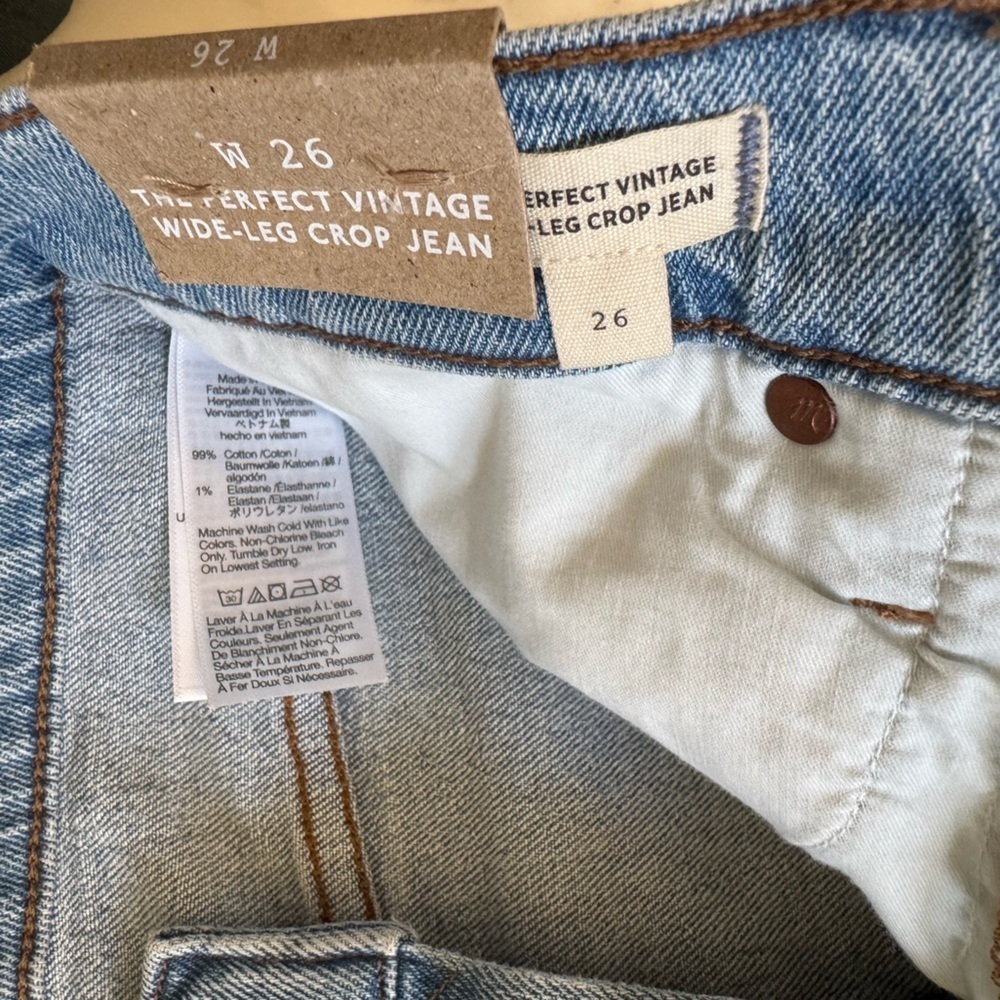 W 26
W 26
THE PERFECT VINTAGE
WIDE-LEG CROP JEAN
ERFECT VINTAGE
-LEG CROP JEAN
26
Made in
Fabriqué Au
Hergestellt In Vietnam
Vervaardigd In Vietnam
ベトナム製
hecho en vietnam
99% Cotton /Coton /
Baumwolle /Katoen /綿 /
algodón
1% Elastane /Élasthanne /
Elastan /Elastaan /
ポリウレタン /elastano
U
Machine Wash Cold With Like
Colors. Non-Chlorine Bleach
Only. Tumble Dry Low. Iron
On Lowest Setting.
30
Laver À La Machine À L'eau
Froide.Laver En Séparant Les
Couleurs. Seulement Agent
De Blanchiment Non-Chlore.
Sécher À La Machine À
Basse Température. Repasser
À Fer Doux Si Nécessaire.